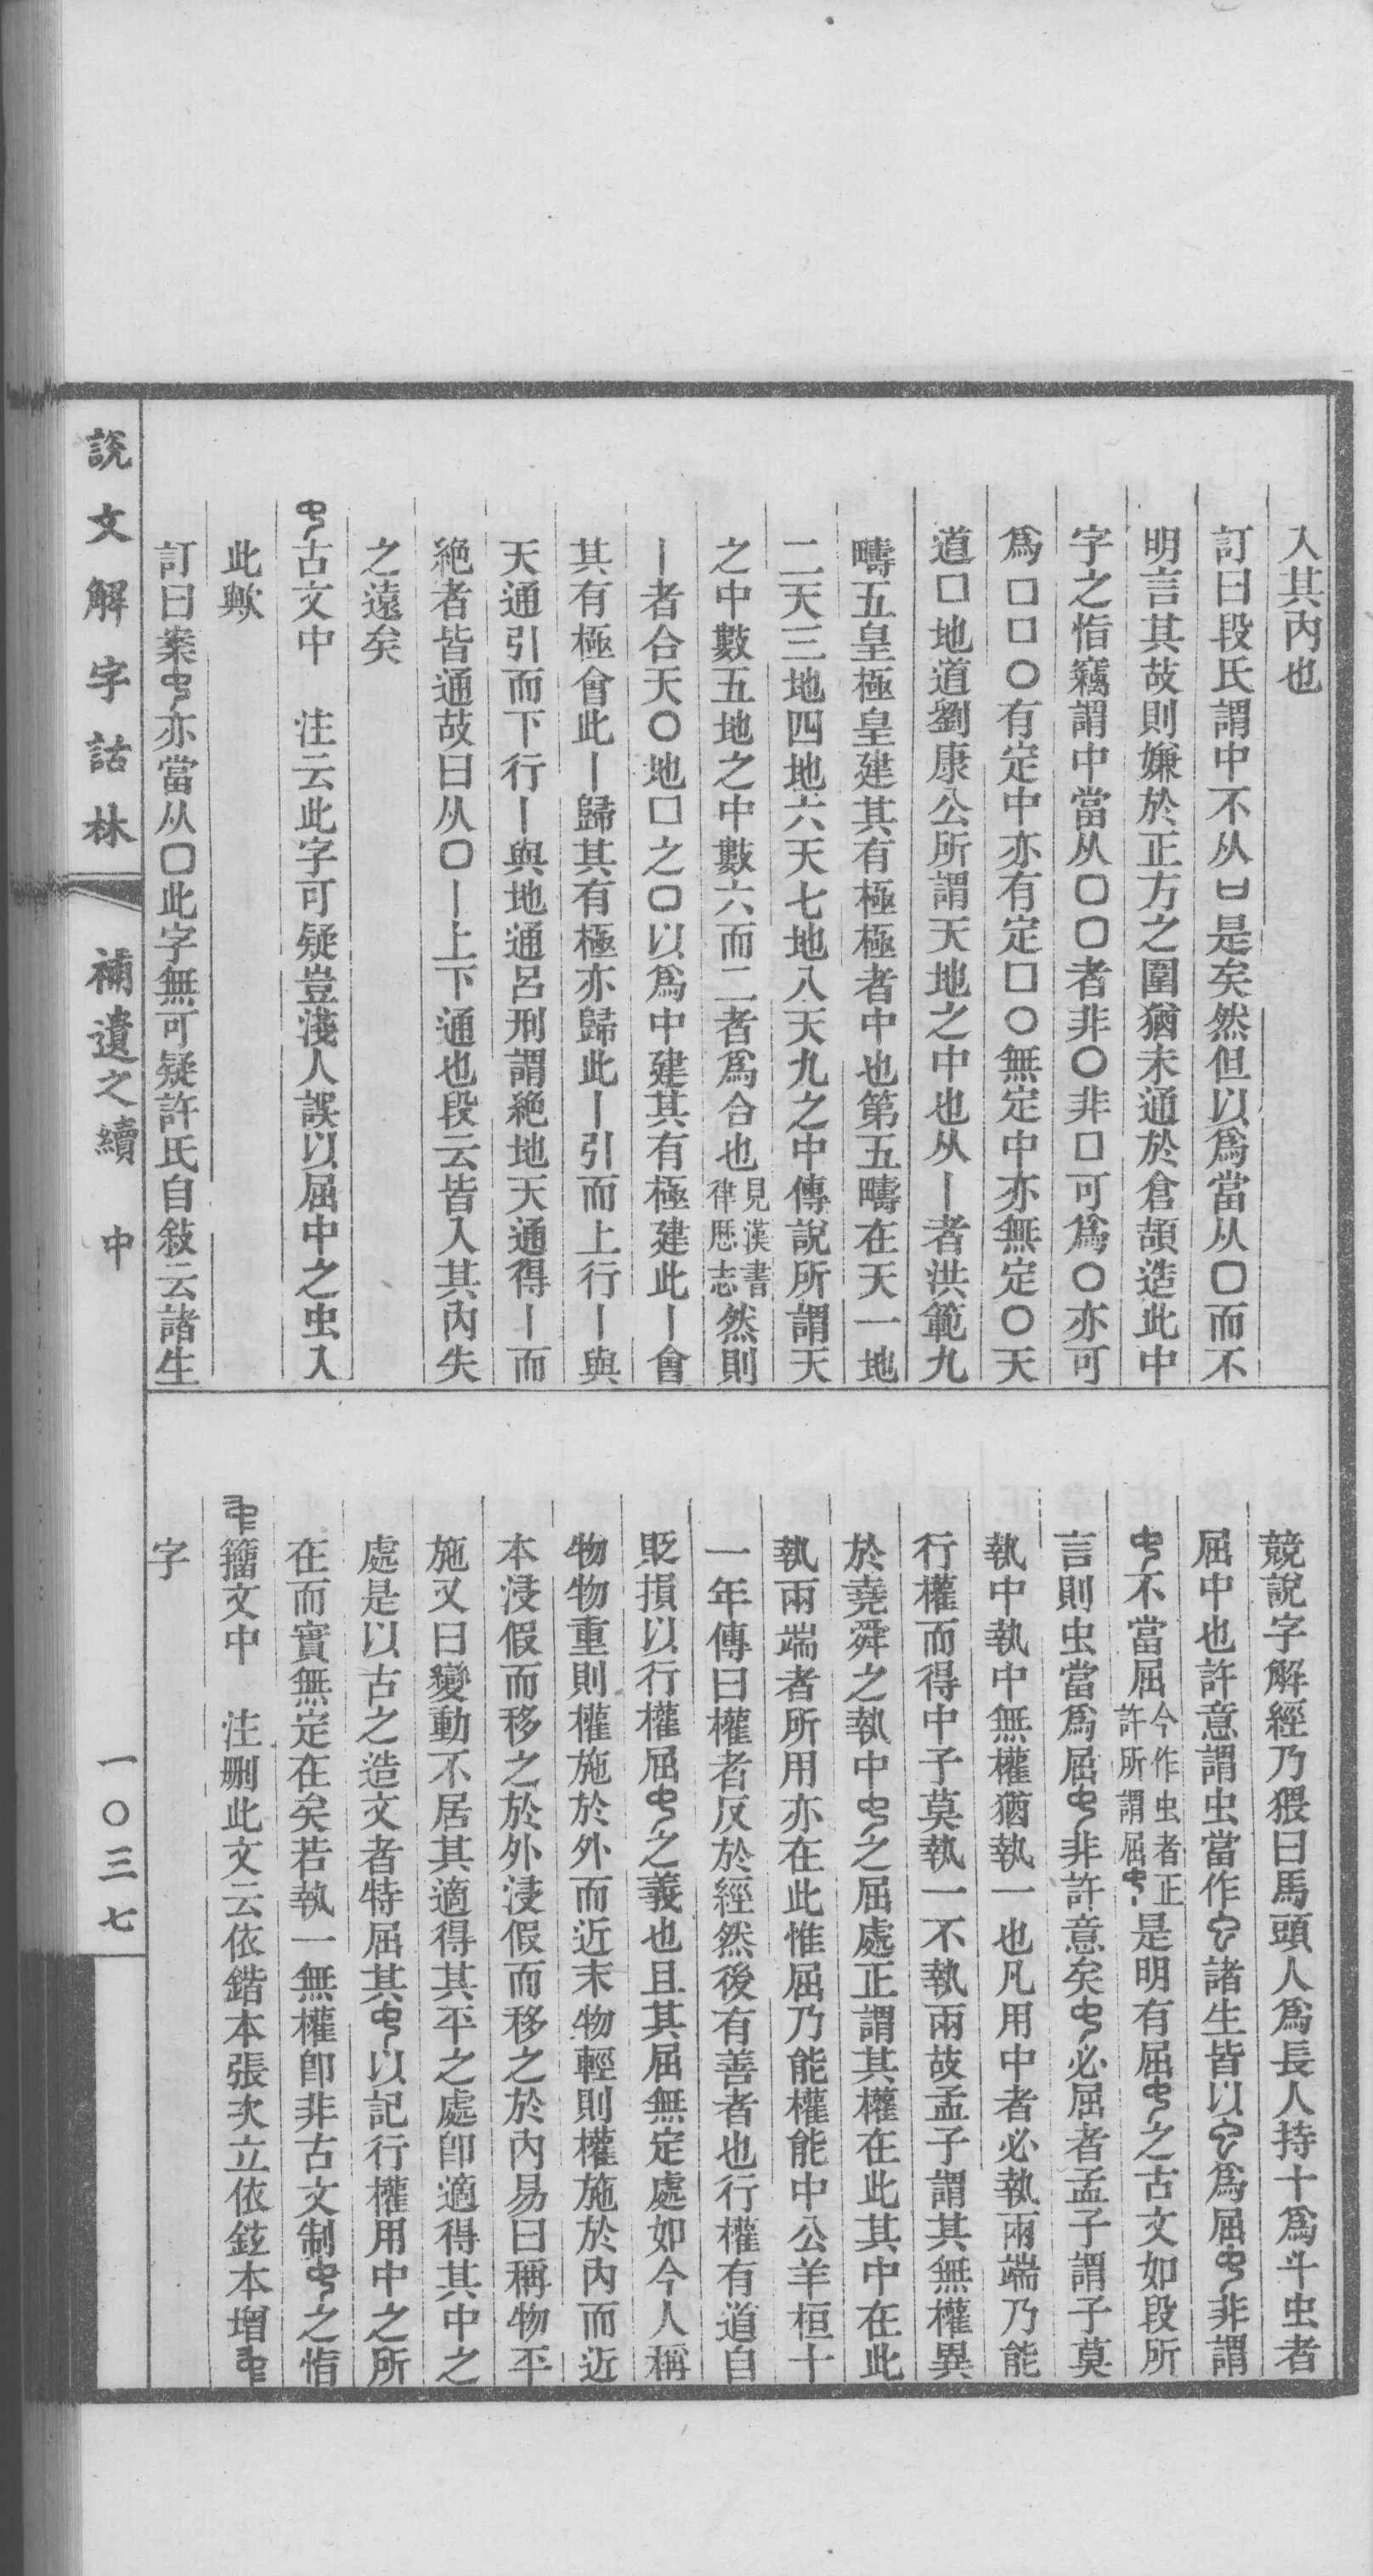 入其內也
訂曰段氏謂中不从口是矣然但以爲當从囗而不
明言其故則嫌於正方之圍猶未通於倉頡造此中
字之恉竊謂中當从▢▢者非○非囗可爲○亦可
爲囗囗○有定中亦有定囗○無定中亦無定○天
道囗地道劉康公所謂天地之中也从丨者洪範九
疇五皇極皇建其有極極者中也第五疇在天一地
二天三地四地六天七地八天九之中傳說所謂天
之中數五地之中數六而二者爲合也見漢書律歷志然則
丨者合天○地囗之▢以爲中建其有極建此丨會
其有極會此丨歸其有極亦歸此丨引而上行丨與
天通引而下行丨與地通呂刑謂絕地天通得丨而
絕者皆通故曰从▢丨上下通也段云皆入其內失
之遠矣
古文中　注云此字可疑豈淺人誤以屈中之虫入
此歟
訂曰案亦當从▢此字無可疑許氏自敍云諸生
競說字解經乃猥曰馬頭人爲長人持十爲斗虫者
屈中也許意謂虫當作諸生皆以爲屈非謂
不當屈今作虫者正許所謂屈是明有屈之古文如段所
言則虫當爲屈非許意矣必屈者孟子謂子莫
執中執中無權猶執一也凡用中者必執兩端乃能
行權而得中子莫執一不執兩故孟子謂其無權異
於堯舜之執中之屈處正謂其權在此其中在此
執兩端者所用亦在此惟屈乃能權能中公羊桓十
一年傳曰權者反於經然後有善者也行權有道自
貶損以行權屈之義也且其屈無定處如今人稱
物物重則權施於外而近末物輕則權施於內而近
本浸假而移之於外浸假而移之於內易曰稱物平
施又曰變動不居其適得其平之處卽適得其中之
處是以古之造文者特屈其以記行權用中之所
在而實無定在矣若執一無權卽非古文制之恉
籒文中　注刪此文云依鍇本張次立依鉉本增
字
說文解字詁林　補遺之續　中　一〇三七